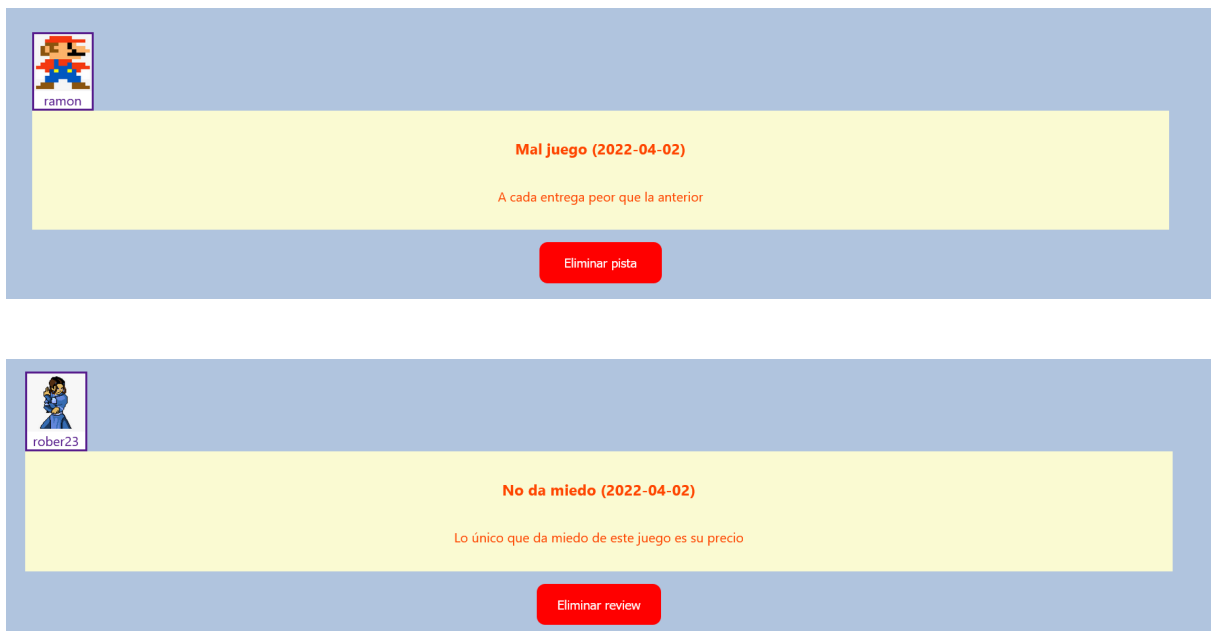 ramon
Mal juego (2022-04-02)
A cada entrega peor que la anterior
Eliminar pista
rober23
No da miedo (2022-04-02)
Lo único que da miedo de este juego es su precio
Eliminar review